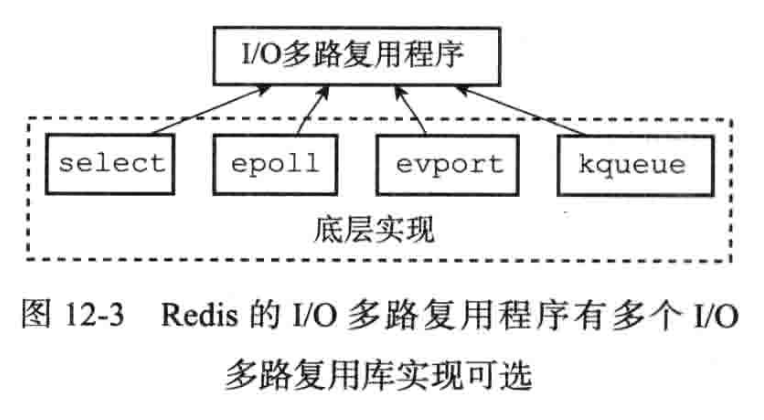 I/O多路复用程序
select
epoll
evport
kqueue
底层实现
图 12-3 Redis 的 I/O 多路复用程序有多个 I/O
多路复用库实现可选